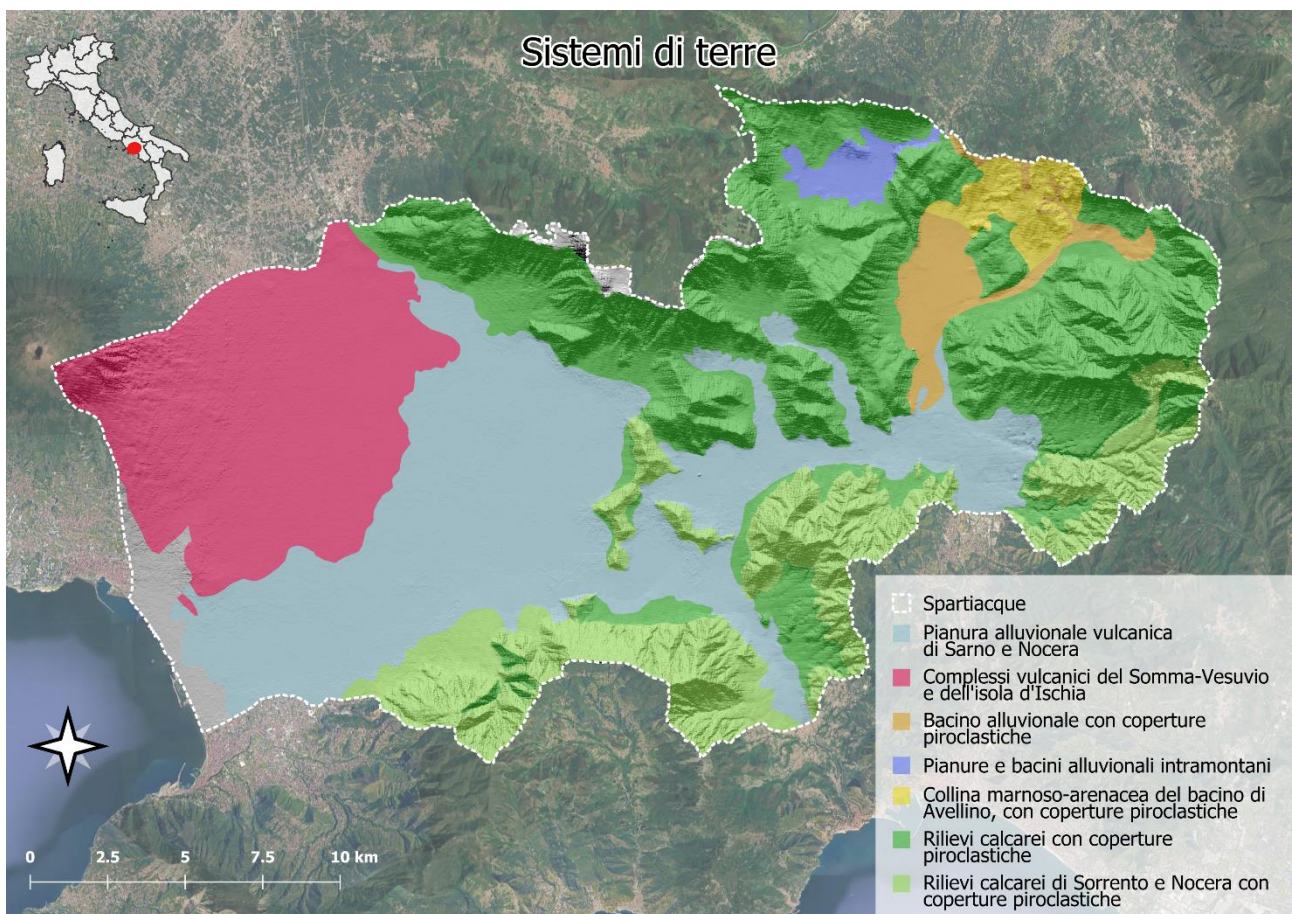 Sistemi di terre
Spartiacque
Pianura alluvionale vulcanica
di Sarno e Nocera
Complessi vulcanici del Somma-Vesuvio
e dell'isola d'Ischia
Bacino alluvionale con coperture
piroclastiche
Pianure e bacini alluvionali intramontani
Collina marnoso-arenacea del bacino di
Avellino, con coperture piroclastiche
Rilievi calcarei con coperture
piroclastiche
Rilievi calcarei di Sorrento e Nocera con
coperture piroclastiche
0 2.5 5 7.5 10 km